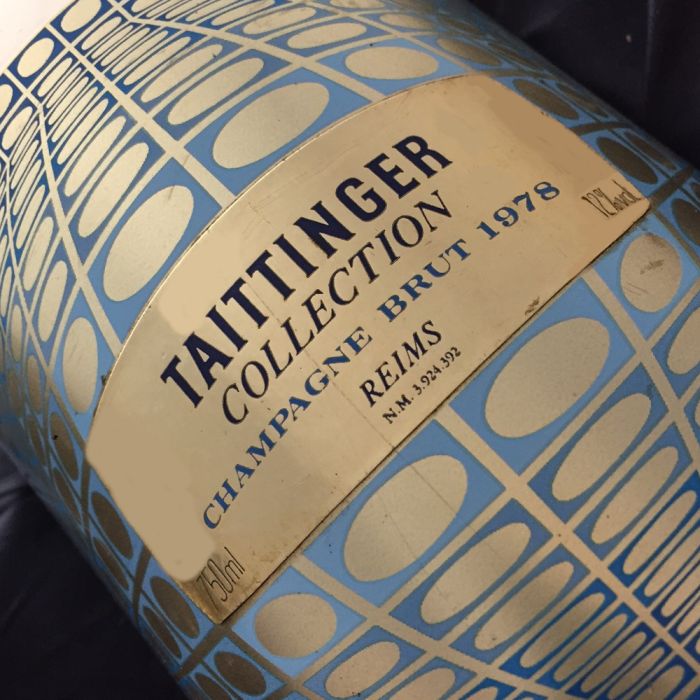 TAITTINGER
COLLECTION
CHAMPAGNE BRUT 1978
12% vol
REIMS
N.M. 3.924.392
750ml